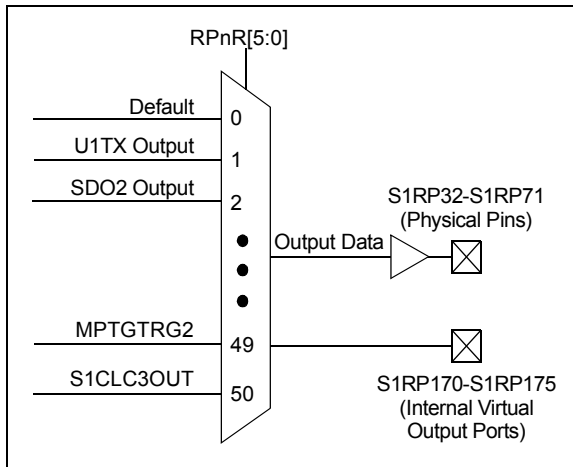 RPnR[5:0]
Default
0
U1TX Output
1
SDO2 Output
2
S1RP32-S1RP71
(Physical Pins)
Output Data
MPTGTRG2
49
S1CLC3OUT
50
S1RP170-S1RP175
(Internal Virtual
Output Ports)